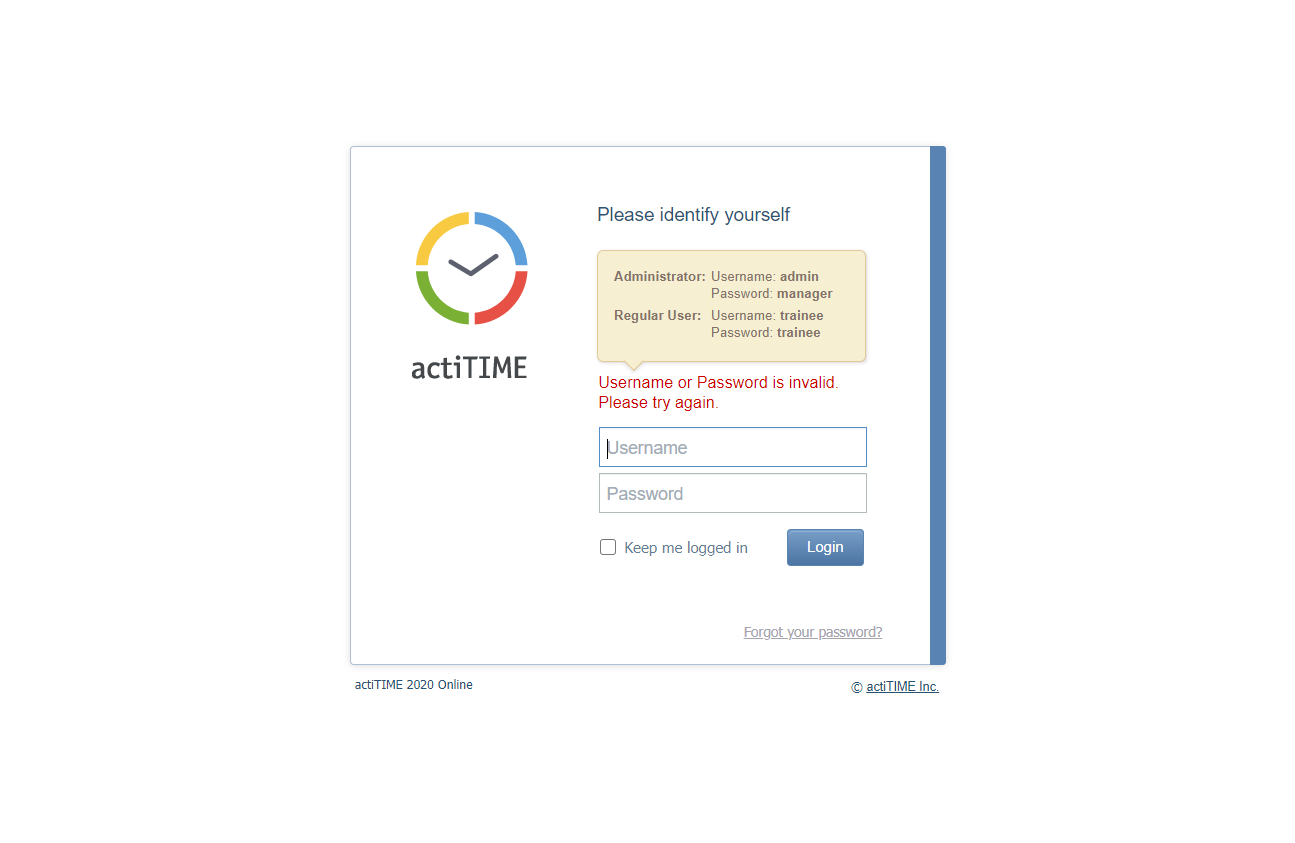 Please identify yourself
Administrator: Username: admin
Password: manager
Regular User: Username: trainee
Password: trainee
actiTIME
Username or Password is invalid.
Please try again.
Username
Password
Keep me logged in
Login
Forgot your password?
actiTIME 2020 Online
© actiTIME Inc.